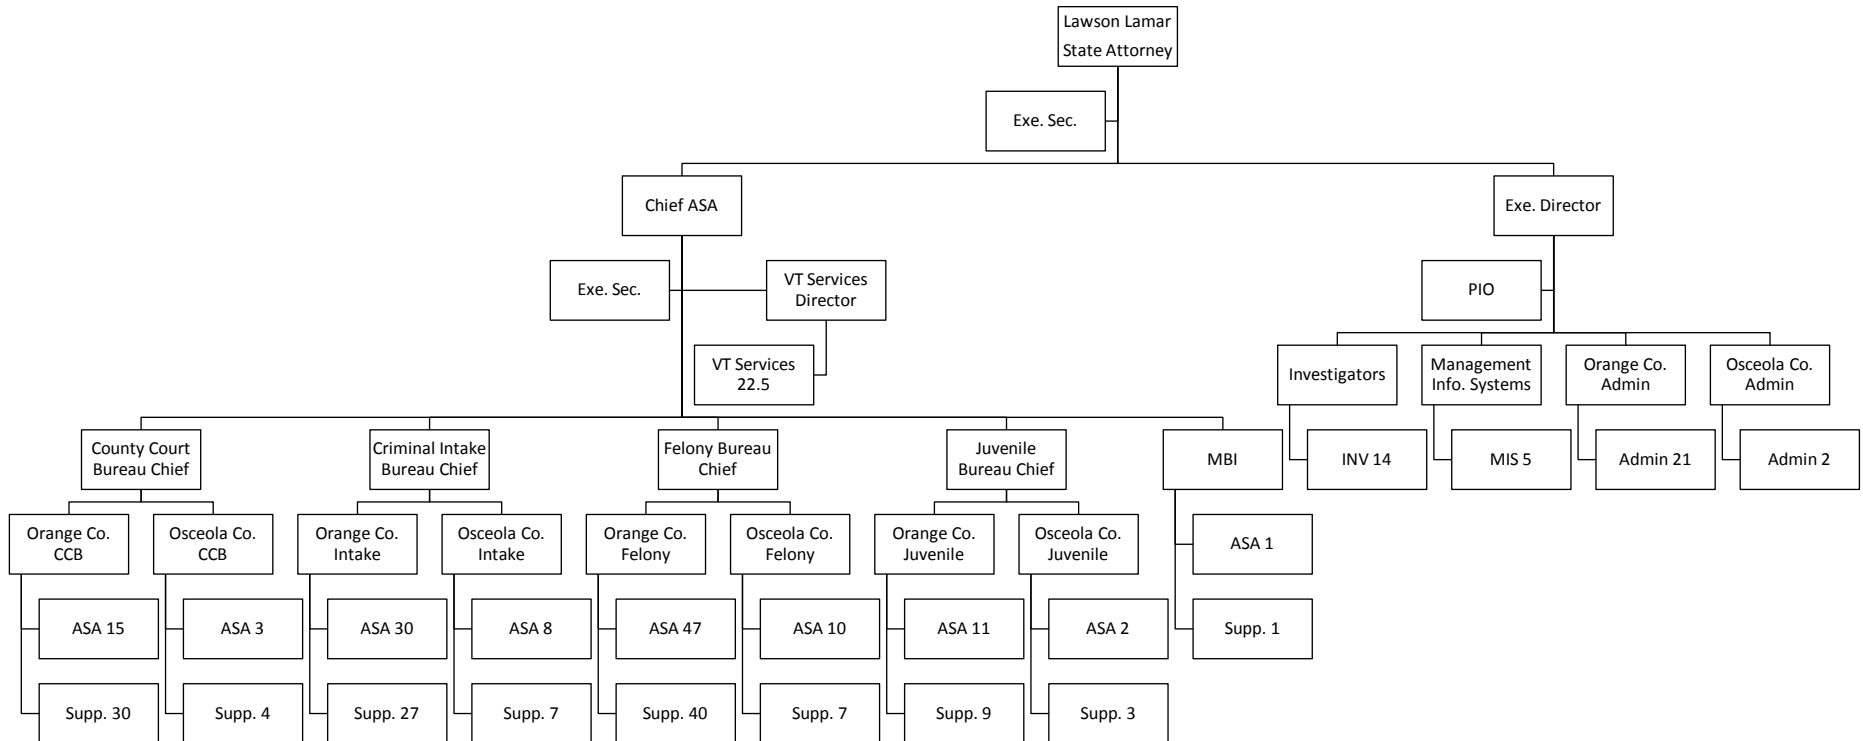 Lawson Lamar
State Attorney
Exe. Sec.
Chief ASA
Exe. Director
Exe. Sec.
VT Services
Director
PIO
VT Services
22.5
Investigators
Management
Info. Systems
Orange Co.
Admin
Osceola Co.
Admin
County Court
Bureau Chief
Criminal Intake
Bureau Chief
Felony Bureau
Chief
Juvenile
Bureau Chief
MBI
INV 14
MIS 5
Admin 21
Admin 2
Orange Co.
CCB
Osceola Co.
CCB
Orange Co.
Intake
Osceola Co.
Intake
Orange Co.
Felony
Osceola Co.
Felony
Orange Co.
Juvenile
Osceola Co.
Juvenile
ASA 1
ASA 15
ASA 3
ASA 30
ASA 8
ASA 47
ASA 10
ASA 11
ASA 2
Supp. 1
Supp. 30
Supp. 4
Supp. 27
Supp. 7
Supp. 40
Supp. 7
Supp. 9
Supp. 3